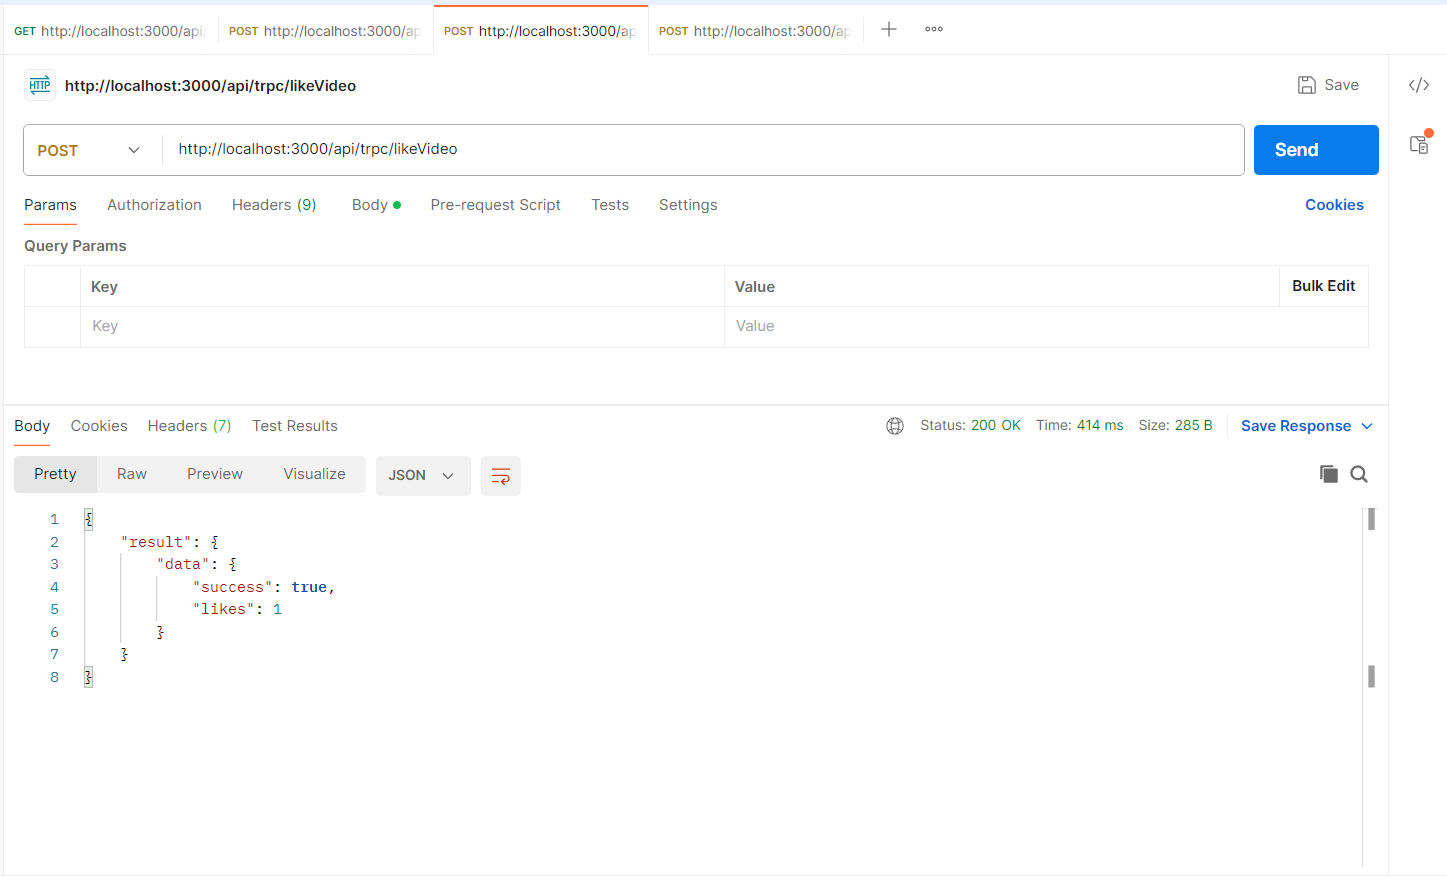 GET http://localhost:3000/api/ POST http://localhost:3000/ap POST http://localhost:3000/ap POST http://localhost:3000/ap
HTTP http://localhost:3000/api/trpc/likeVideo Save </>
POST http://localhost:3000/api/trpc/likeVideo Send
Params Authorization Headers (9) Body Pre-request Script Tests Settings Cookies
Query Params
Key Value Bulk Edit
Key Value
Body Cookies Headers (7) Test Results Status: 200 OK Time: 414 ms Size: 285 B Save Response
Pretty Raw Preview Visualize JSON
1 {
2 "result": {
3 "data": {
4 "success": true,
5 "likes": 1
6 }
7 }
8 }